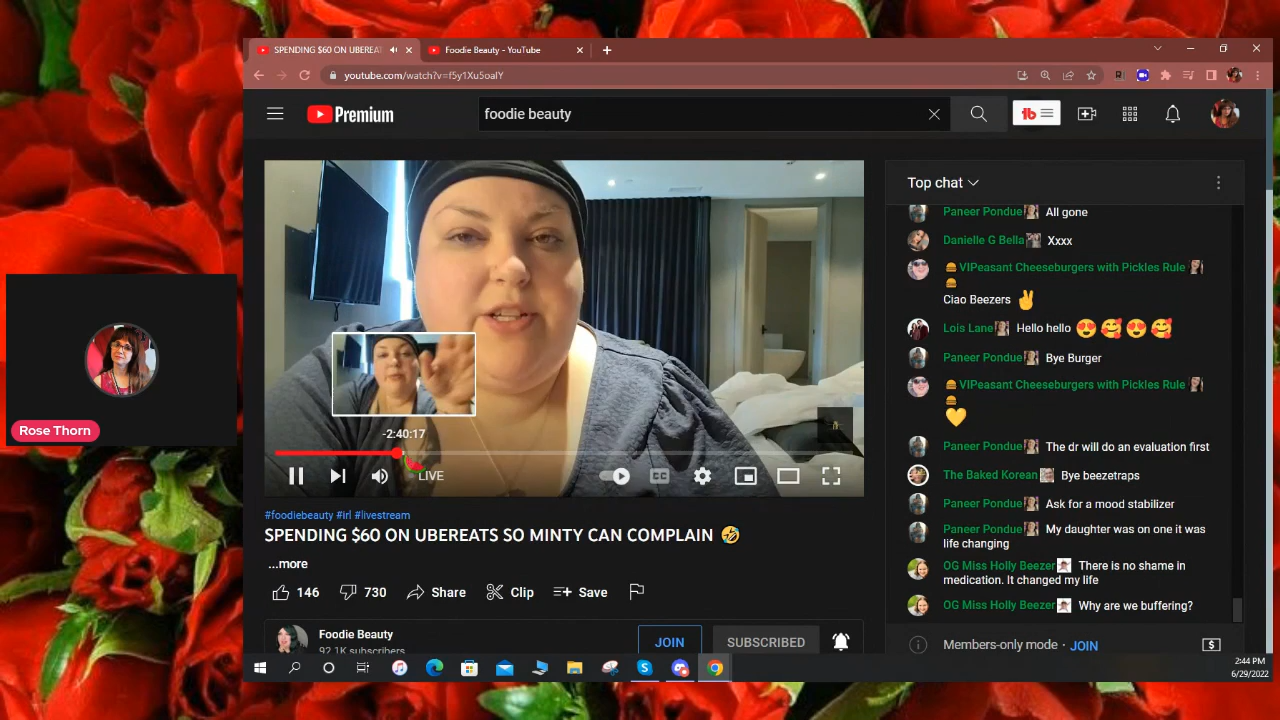 SPENDING $60 ON UBEREAT
Foodie Beauty - YouTube
youtube.com/watch?v=f5y1Xu5oaIY
Premium
foodie beauty
tb
Top chat
Paneer Pondue All gone
Danielle G Bella Xxxx
VIPeasant Cheeseburgers with Pickles Rule
Ciao Beezers
Lois Lane Hello hello
Paneer Pondue Bye Burger
VIPeasant Cheeseburgers with Pickles Rule
Paneer Pondue The dr will do an evaluation first
The Baked Korean Bye beezetraps
Paneer Pondue Ask for a mood stabilizer
Paneer Pondue My daughter was on one it was
life changing
OG Miss Holly Beezer There is no shame in
medication. It changed my life
OG Miss Holly Beezer Why are we buffering?
Members-only mode · JOIN
Rose Thorn
-2:40:17
LIVE
CC
#foodiebeauty #irl #livestream
SPENDING $60 ON UBEREATS SO MINTY CAN COMPLAIN
...more
146 730 Share Clip Save
Foodie Beauty
92.1K subscribers
JOIN
SUBSCRIBED
2:44 PM
6/29/2022